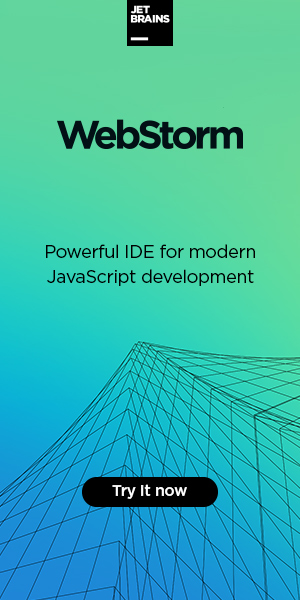 JET
BRAINS
WebStorm
Powerful IDE for modern
JavaScript development
Try It now